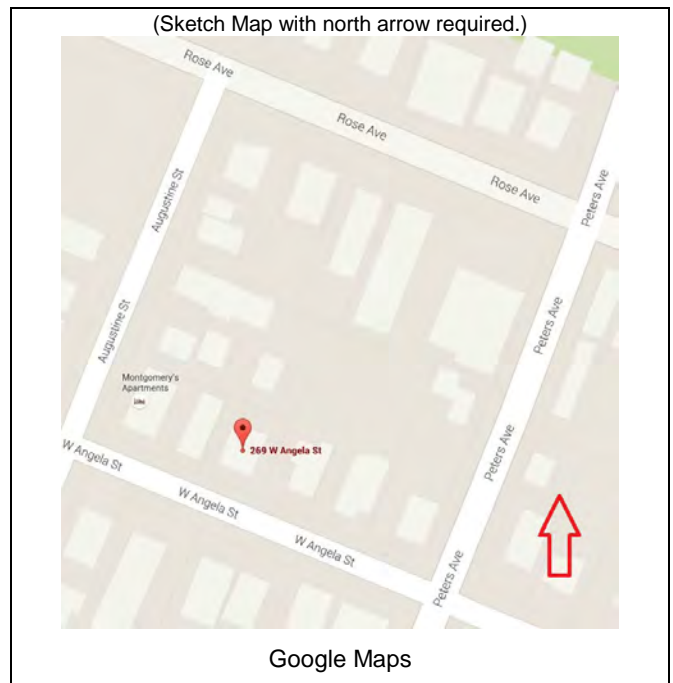 (Sketch Map with north arrow required.)
Rose Ave
Rose Ave
Rose Ave
Peters Ave
Augustine St
Peters Ave
Augustine St
Montgomery's
Apartments
269 W Angela St
W Angela St
W Angela St
W Angela St
Peters Ave
Peters Ave
Google Maps